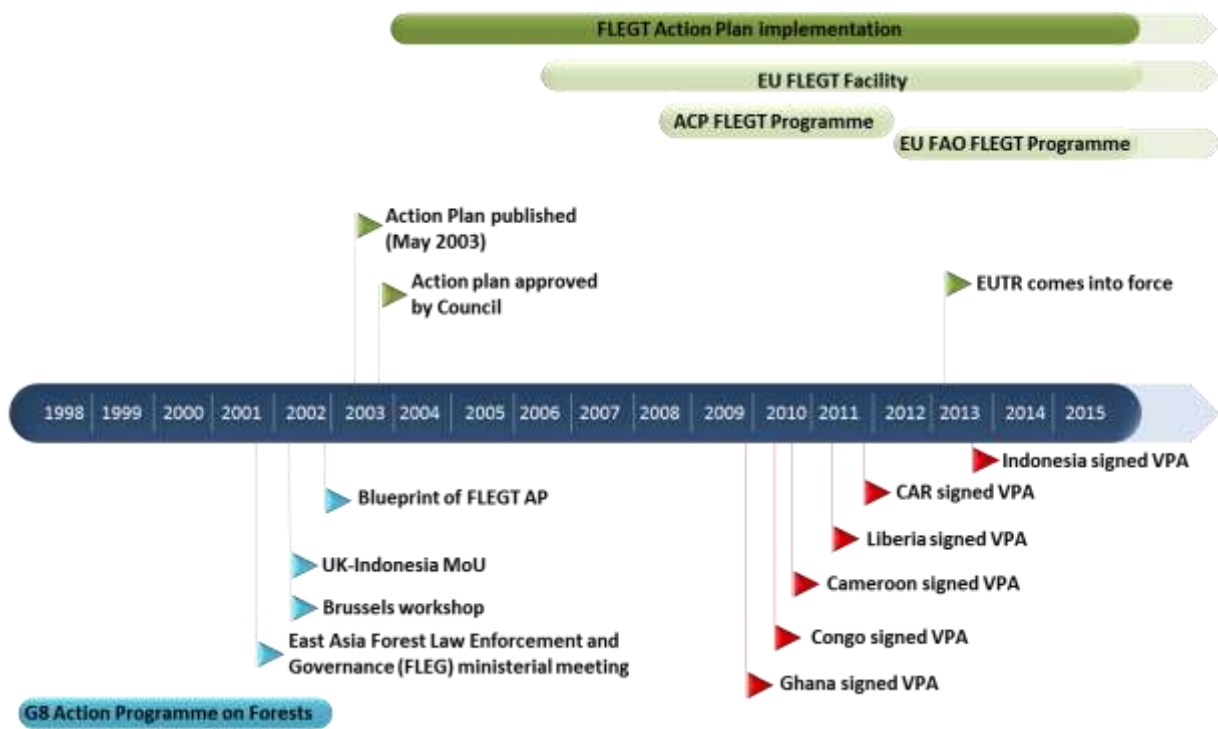 FLEGT Action Plan implementation
EU FLEGT Facility
ACP FLEGT Programme
EU FAO FLEGT Programme
Action Plan published
(May 2003)
Action plan approved
by Council
EUTR comes into force
1998 1999 2000 2001 2002 2003 2004 2005 2006 2007 2008 2009 2010 2011 2012 2013 2014 2015
Indonesia signed VPA
CAR signed VPA
Blueprint of FLEGT AP
Liberia signed VPA
UK-Indonesia MoU
Cameroon signed VPA
Brussels workshop
East Asia Forest Law Enforcement and
Governance (FLEG) ministerial meeting
Congo signed VPA
Ghana signed VPA
G8 Action Programme on Forests